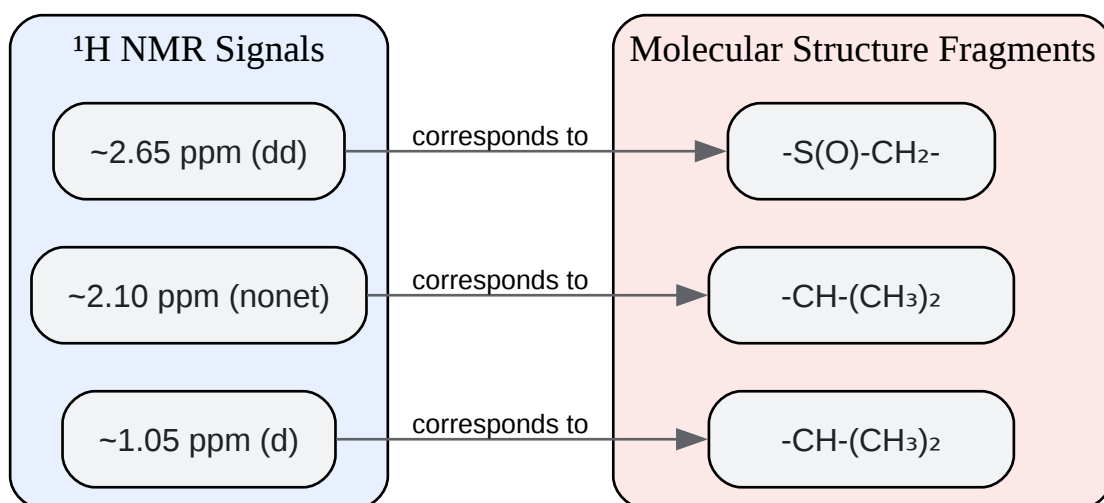 ¹H NMR Signals
Molecular Structure Fragments
~2.65 ppm (dd)
corresponds to
-S(O)-CH₂-
~2.10 ppm (nonet)
corresponds to
-CH-(CH₃)₂
~1.05 ppm (d)
corresponds to
-CH-(CH₃)₂